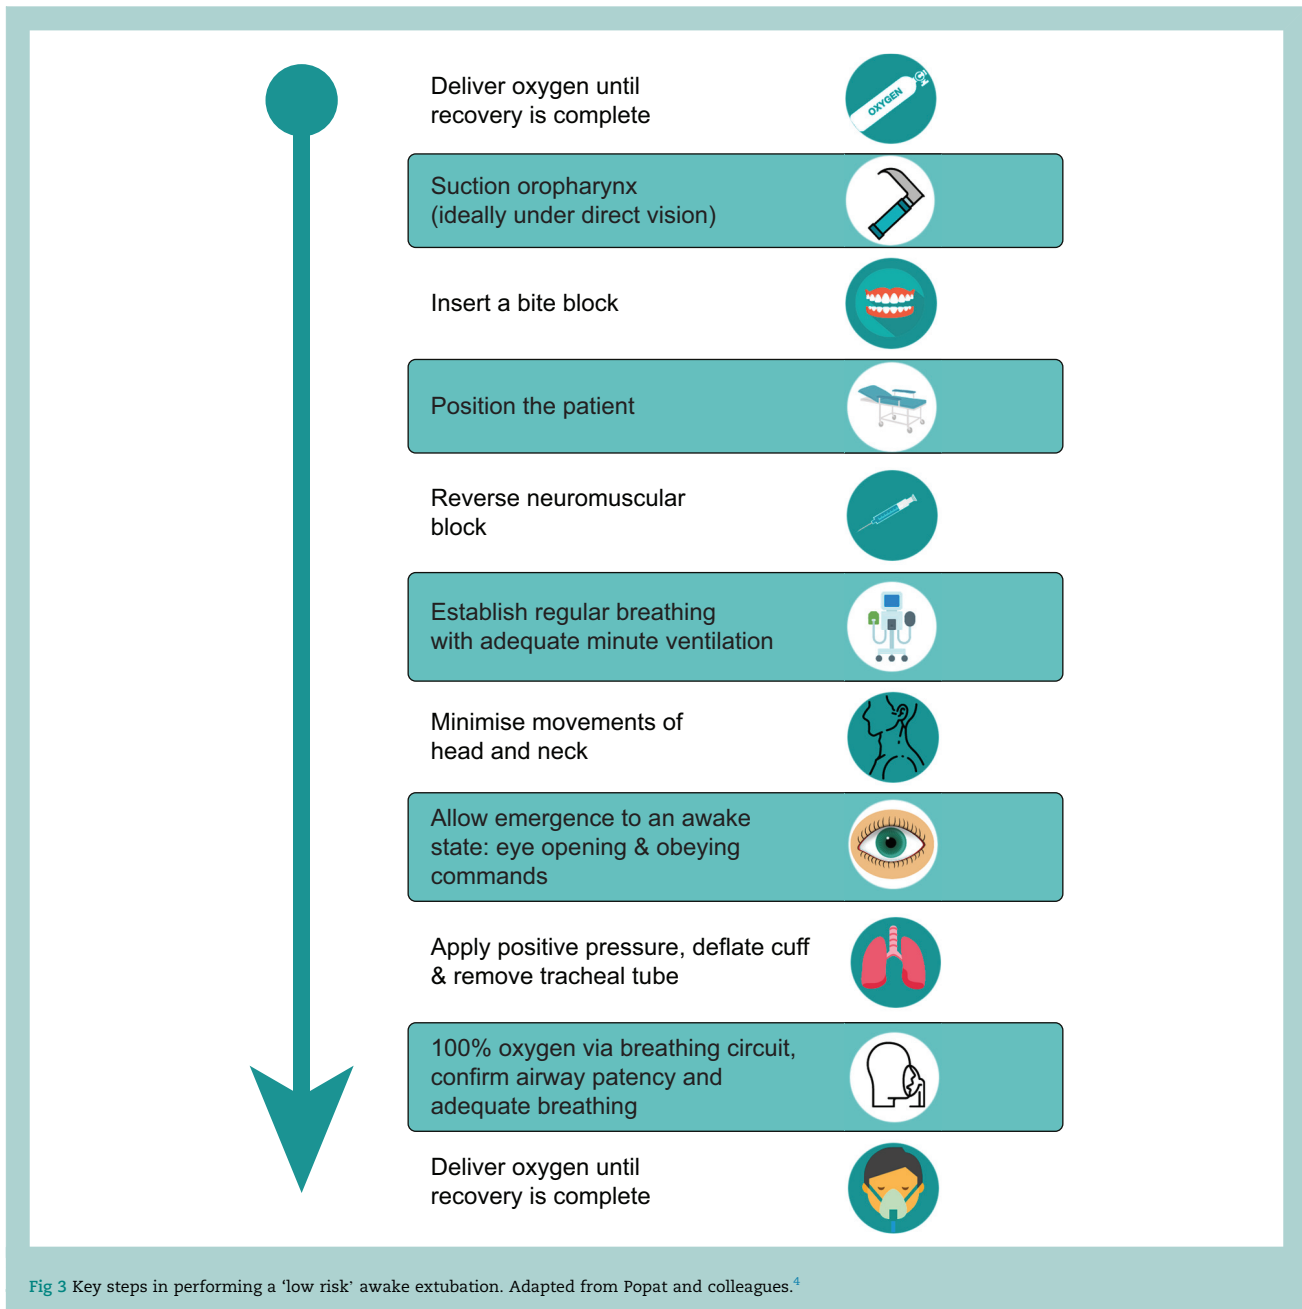 Deliver oxygen until
recovery is complete
OXYGEN
Suction oropharynx
(ideally under direct vision)
Insert a bite block
Position the patient
Reverse neuromuscular
block
Establish regular breathing
with adequate minute ventilation
Minimise movements of
head and neck
Allow emergence to an awake
state: eye opening & obeying
commands
Apply positive pressure, deflate cuff
& remove tracheal tube
100% oxygen via breathing circuit,
confirm airway patency and
adequate breathing
Deliver oxygen until
recovery is complete
Fig 3 Key steps in performing a ‘low risk’ awake extubation. Adapted from Popat and colleagues.4